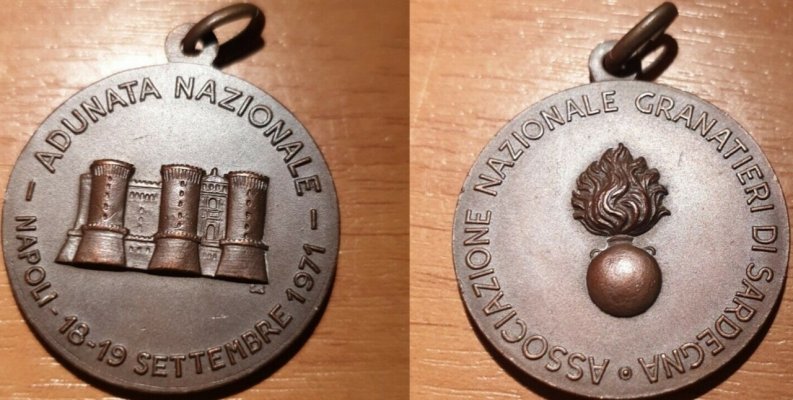 - ADUNATA NAZIONALE -
NAPOLI - 18-19 SETTEMBRE 1971
ASSOCIAZIONE NAZIONALE GRANATIERI DI SARDEGNA •